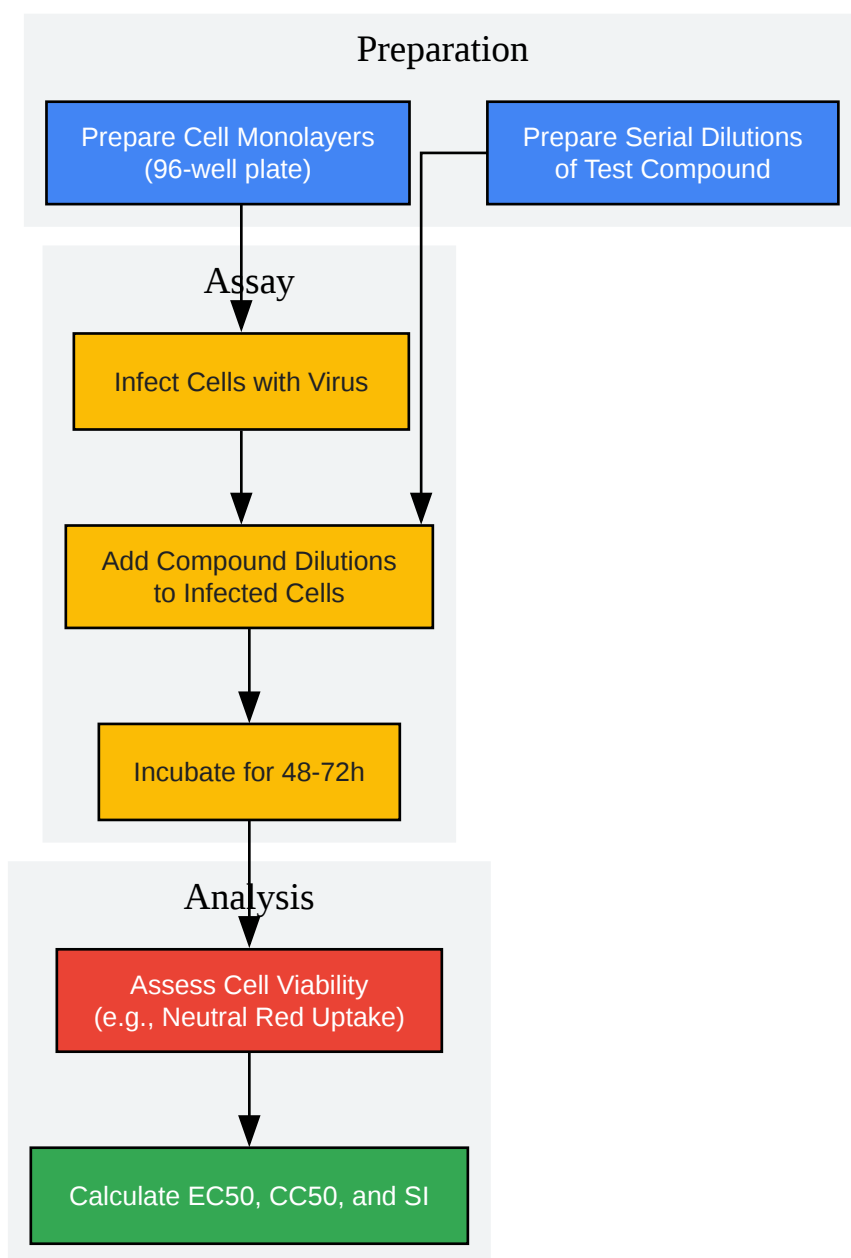 Preparation
Prepare Cell Monolayers
(96-well plate)
Prepare Serial Dilutions
of Test Compound
Assay
Infect Cells with Virus
Add Compound Dilutions
to Infected Cells
Incubate for 48-72h
Analysis
Assess Cell Viability
(e.g., Neutral Red Uptake)
Calculate EC50, CC50, and SI